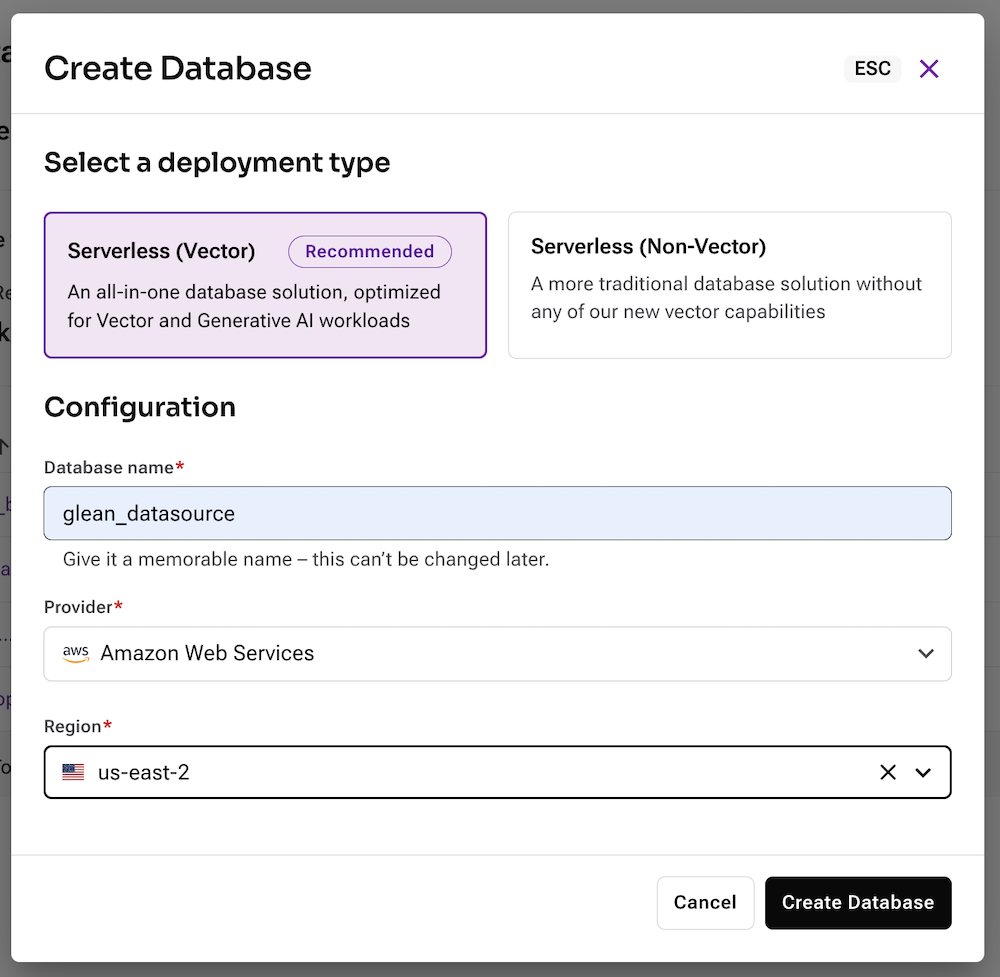 Create Database
ESC
Select a deployment type
Serverless (Vector) Recommended
An all-in-one database solution, optimized
for Vector and Generative AI workloads
Serverless (Non-Vector)
A more traditional database solution without
any of our new vector capabilities
Configuration
Database name*
glean_datasource
Give it a memorable name – this can’t be changed later.
Provider*
aws Amazon Web Services
Region*
us-east-2
Cancel
Create Database